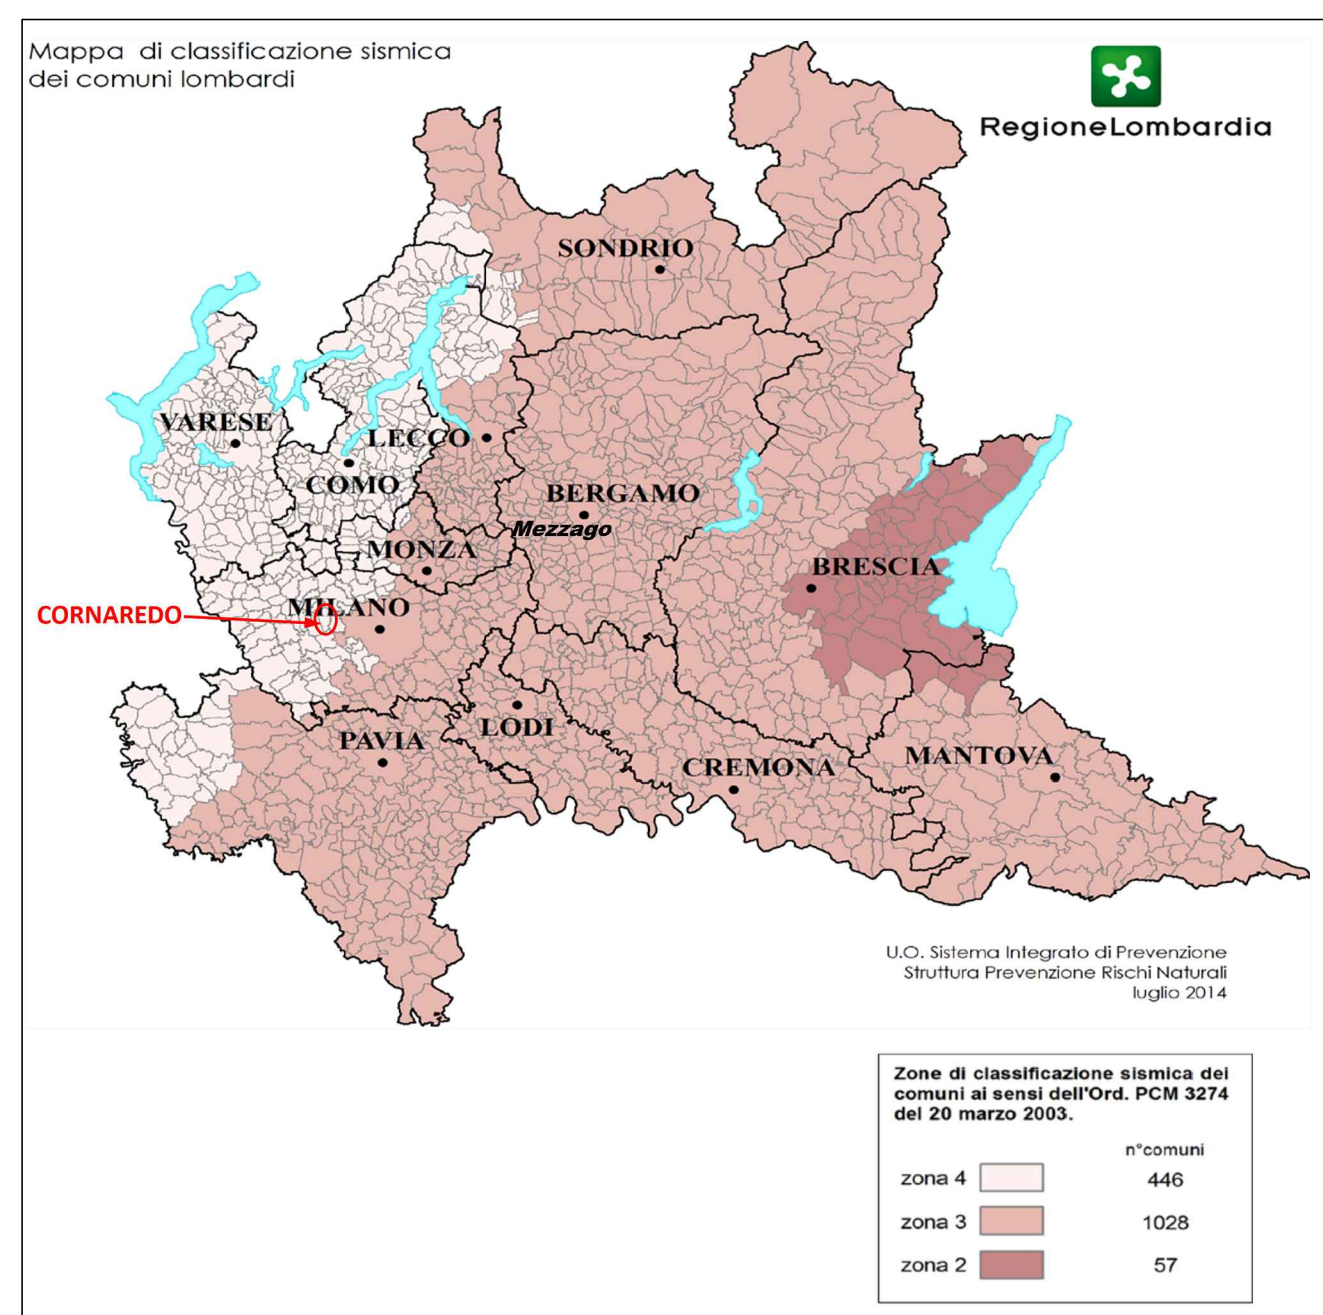 Mappa di classificazione sismica
dei comuni lombardi
RegioneLombardia
SONDRIO
VARESE
LECCO
COMO
BERGAMO
Mezzago
MONZA
BRESCIA
MILANO
CORNAREDO
LODI
PAVIA
MANTOVA
CREMONA
U.O. Sistema Integrato di Prevenzione
Struttura Prevenzione Rischi Naturali
luglio 2014
Zone di classificazione sismica dei
comuni ai sensi dell'Ord. PCM 3274
del 20 marzo 2003.
n°comuni
zona 4 446
zona 3 1028
zona 2 57